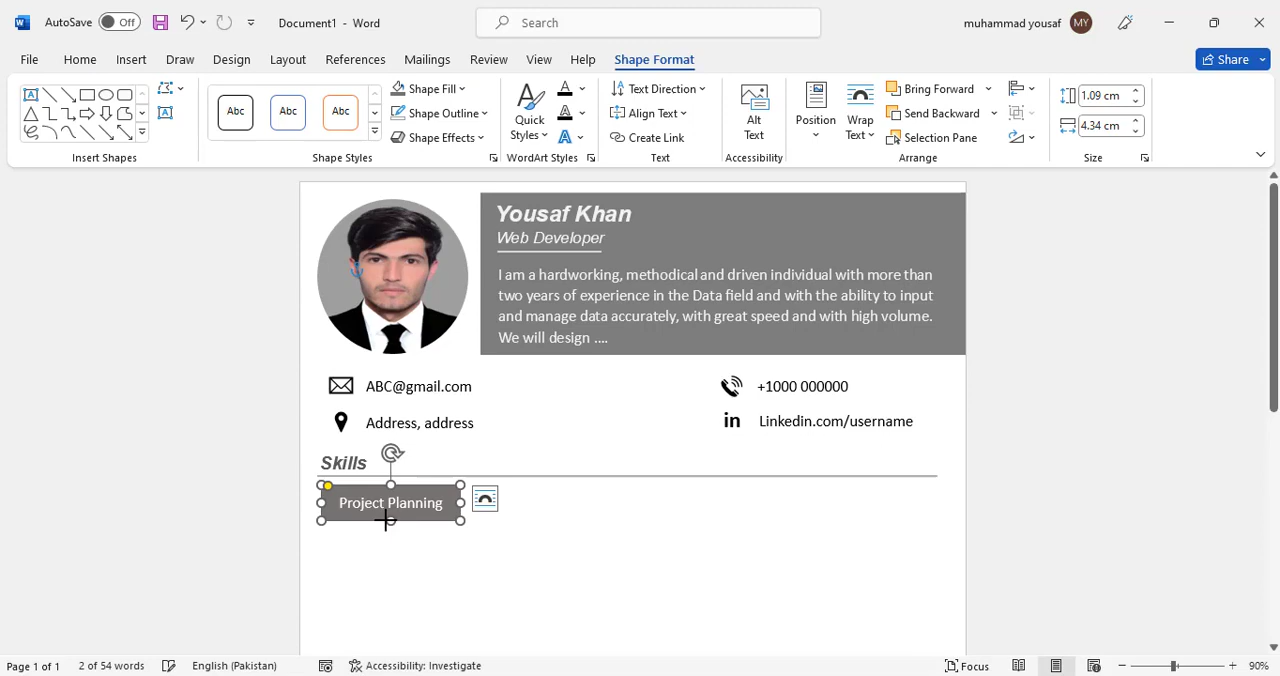 AutoSave Off Document1 - Word Search muhammad yousaf MY
File Home Insert Draw Design Layout References Mailings Review View Help Shape Format Share
Abc Abc Abc
Shape Fill
Shape Outline
Shape Effects
Quick
Styles
Text Direction
Align Text
Create Link
Alt
Text
Position
Wrap
Text
Bring Forward
Send Backward
Selection Pane
1.09 cm
4.34 cm
Insert Shapes Shape Styles WordArt Styles Text Accessibility Arrange Size
Yousaf Khan
Web Developer
I am a hardworking, methodical and driven individual with more than
two years of experience in the Data field and with the ability to input
and manage data accurately, with great speed and with high volume.
We will design ....
ABC@gmail.com +1000 000000
Address, address in Linkedin.com/username
Skills
Project Planning
Page 1 of 1 2 of 54 words English (Pakistan) Accessibility: Investigate Focus 90%